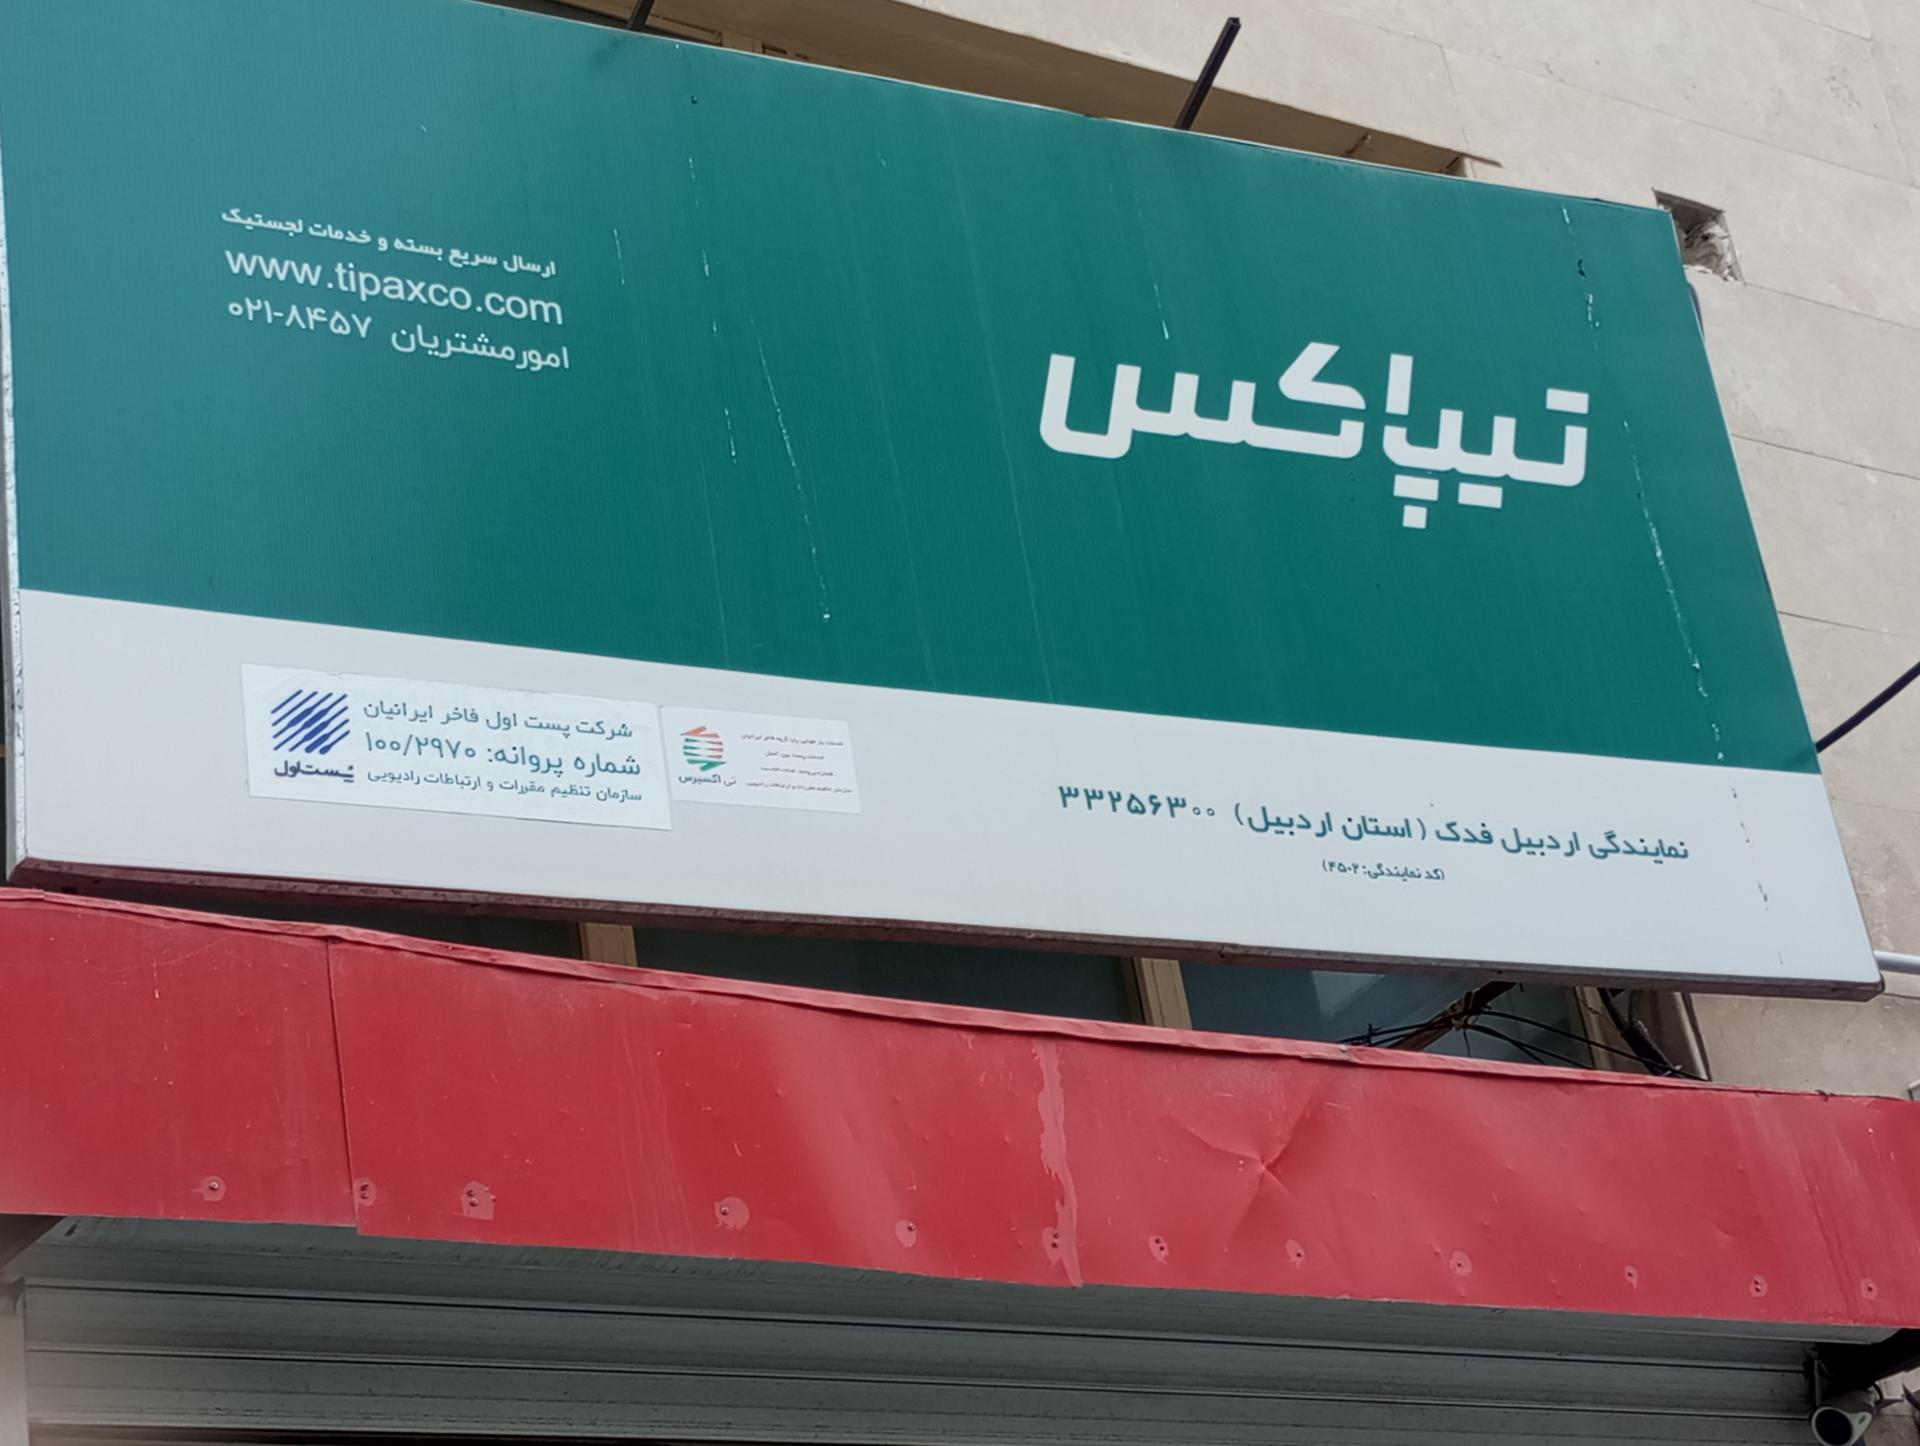 تیپاکس
ارسال سریع بسته و خدمات لجستیک
www.tipaxco.com
امورمشتریان ۰۲۱-۸۴۵۷
نمایندگی اردبیل فدک (استان اردبیل) ۳۳۲۵۶۳۰۰
(کد نمایندگی: ۴۵۰۲)
شرکت پست اول فاخر ایرانیان
شماره پروانه: ۱۰۰/۲۹۷۰
سازمان تنظیم مقررات و ارتباطات رادیویی
پست اول
تی اکسپرس